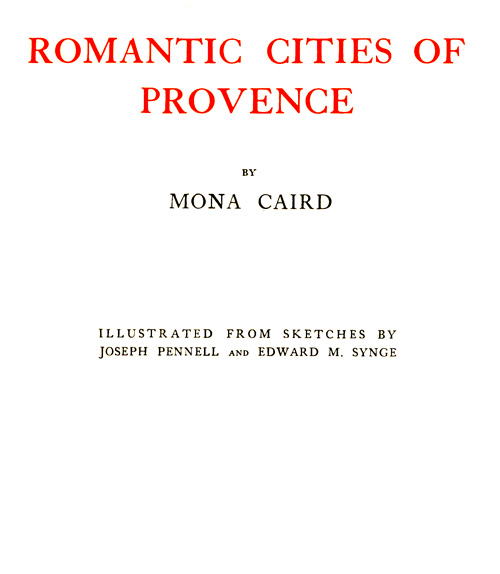 ROMANTIC CITIES OF
PROVENCE
BY
MONA CAIRD
ILLUSTRATED FROM SKETCHES BY
JOSEPH PENNELL AND EDWARD M. SYNGE